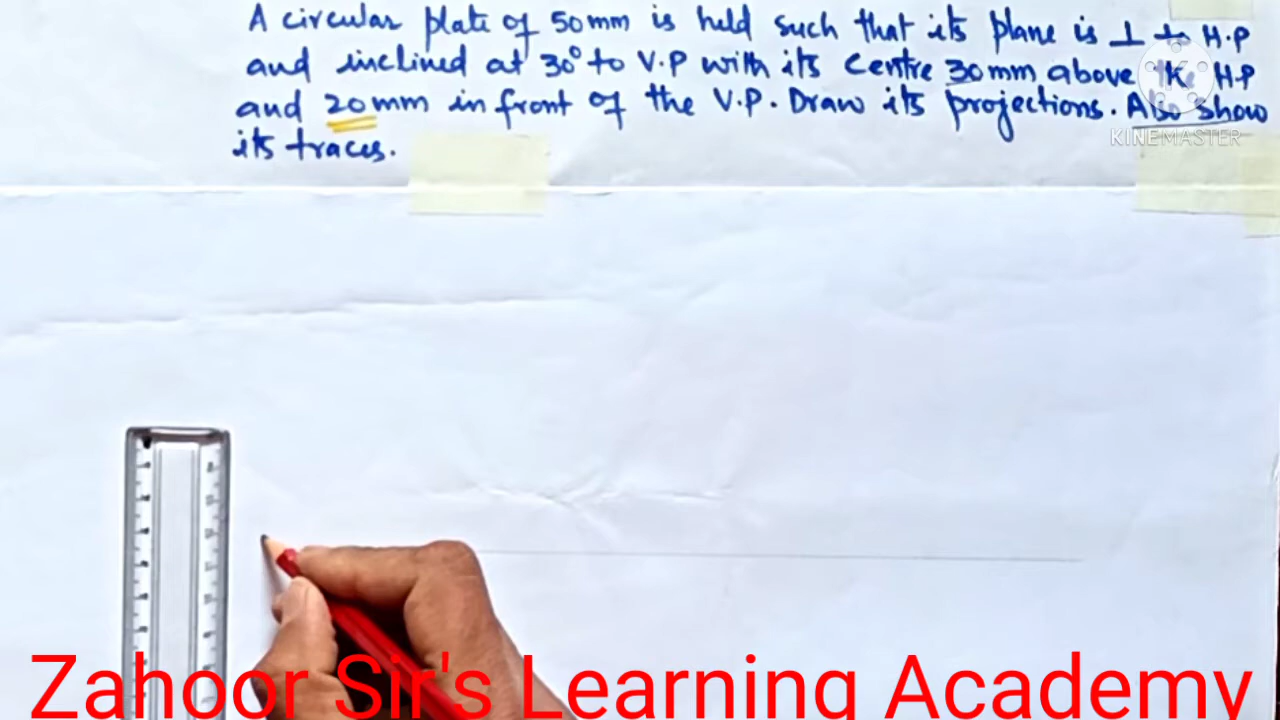 A circular plate of 50mm is held such that its plane is ⊥ to H.P
and inclined at 30° to V.P with its centre 30mm above the H.P
and 20mm in front of the V.P. Draw its projections. Also show
its traces.
KINEMASTER
Zahoor Sir's Learning Academy